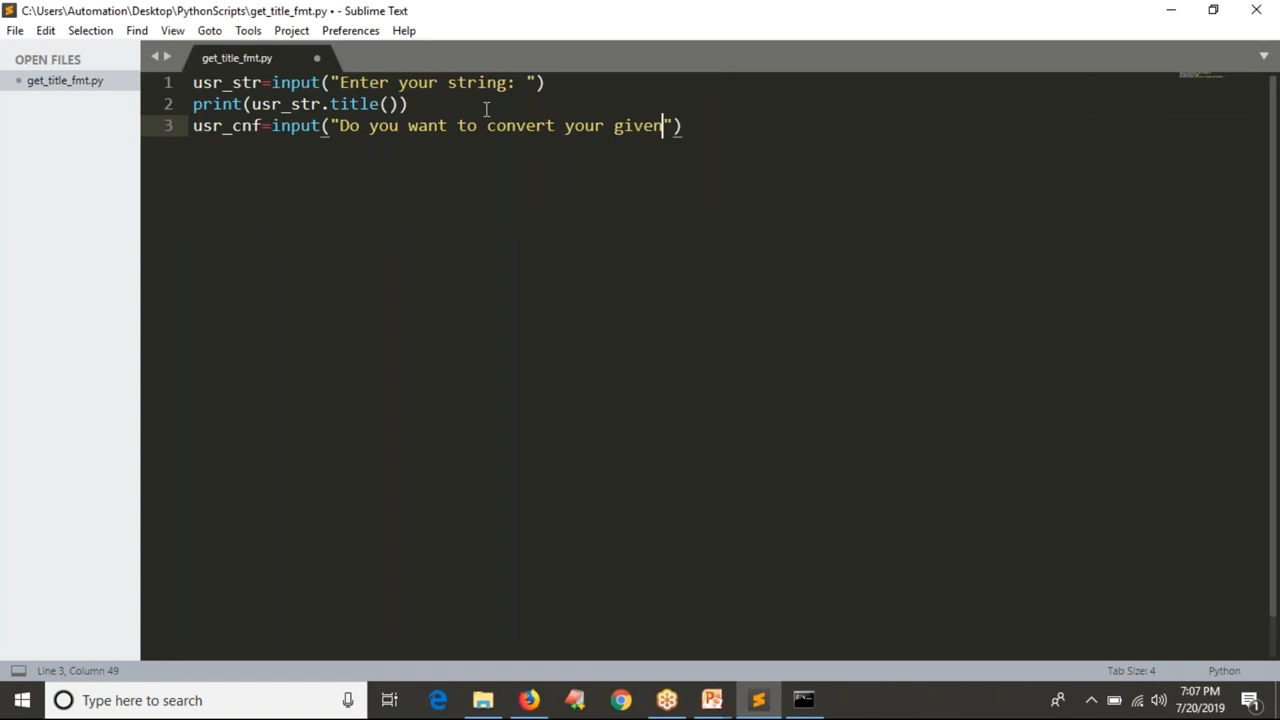 C:\Users\Automation\Desktop\PythonScripts\get_title_fmt.py • - Sublime Text
File Edit Selection Find View Goto Tools Project Preferences Help
OPEN FILES
get_title_fmt.py
get_title_fmt.py
1 usr_str=input("Enter your string: ")
2 print(usr_str.title())
3 usr_cnf=input("Do you want to convert your given")
Line 3, Column 49
Tab Size: 4
Python
Type here to search
7:07 PM
7/20/2019
1